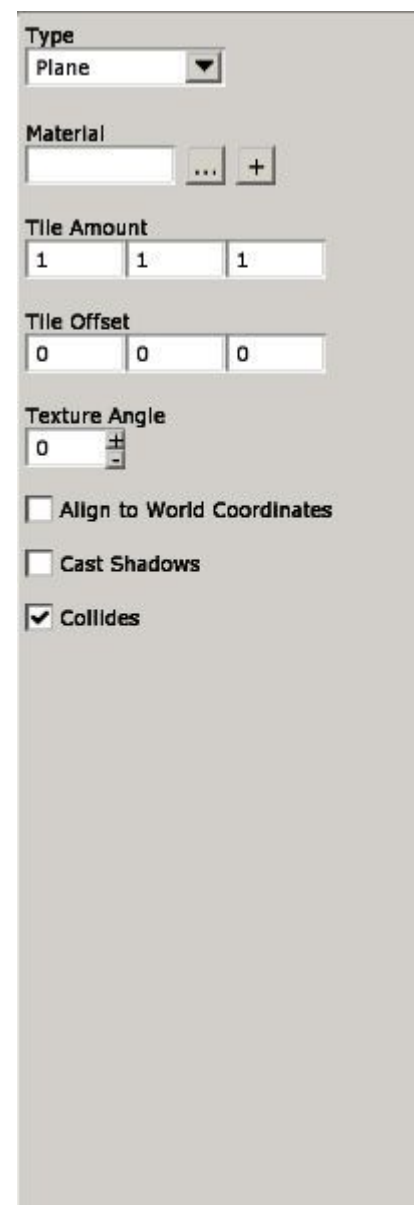 Type
Plane
Material
... +
Tile Amount
1 1 1
Tile Offset
0 0 0
Texture Angle
0 + -
Align to World Coordinates
Cast Shadows
Collides